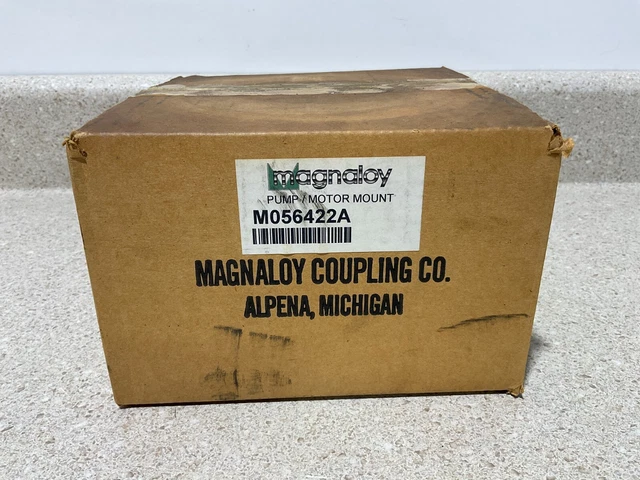 magnaloy
PUMP / MOTOR MOUNT
M056422A
MAGNALOY COUPLING CO.
ALPENA, MICHIGAN